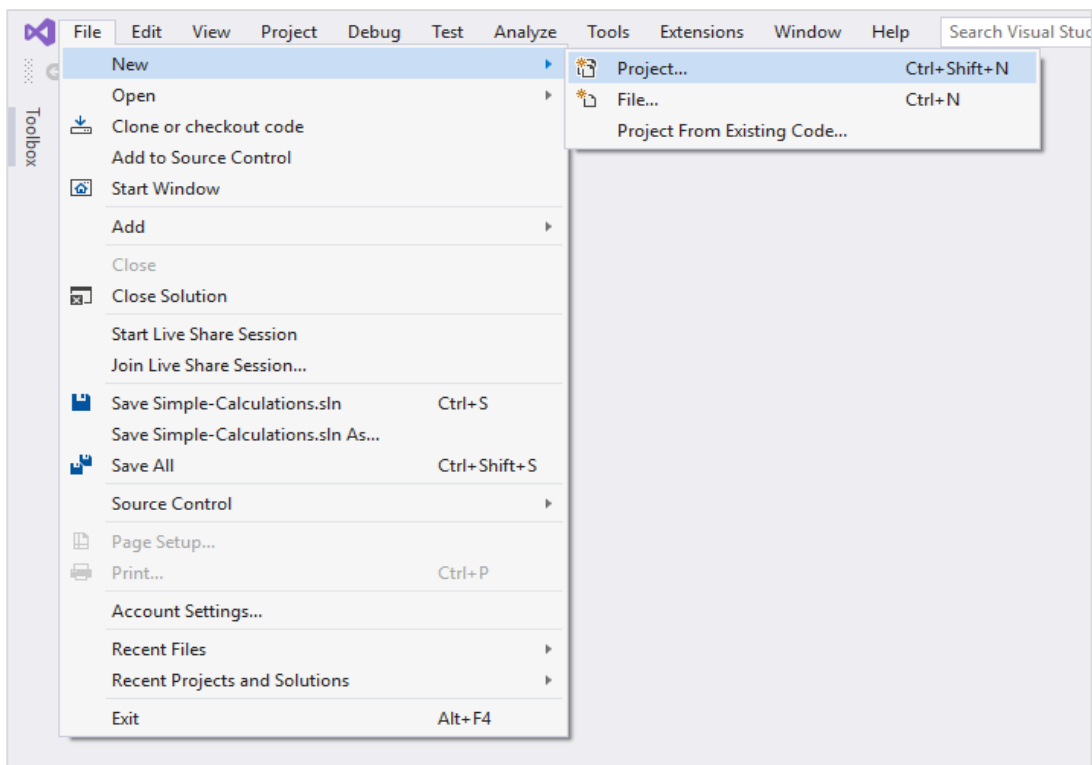 File Edit View Project Debug Test Analyze Tools Extensions Window Help Search Visual Stud
Toolbox
New
Open
Clone or checkout code
Add to Source Control
Start Window
Add
Close
Close Solution
Start Live Share Session
Join Live Share Session...
Save Simple-Calculations.sln Ctrl+S
Save Simple-Calculations.sln As...
Save All Ctrl+Shift+S
Source Control
Page Setup...
Print... Ctrl+P
Account Settings...
Recent Files
Recent Projects and Solutions
Exit Alt+F4
Project... Ctrl+Shift+N
File... Ctrl+N
Project From Existing Code...